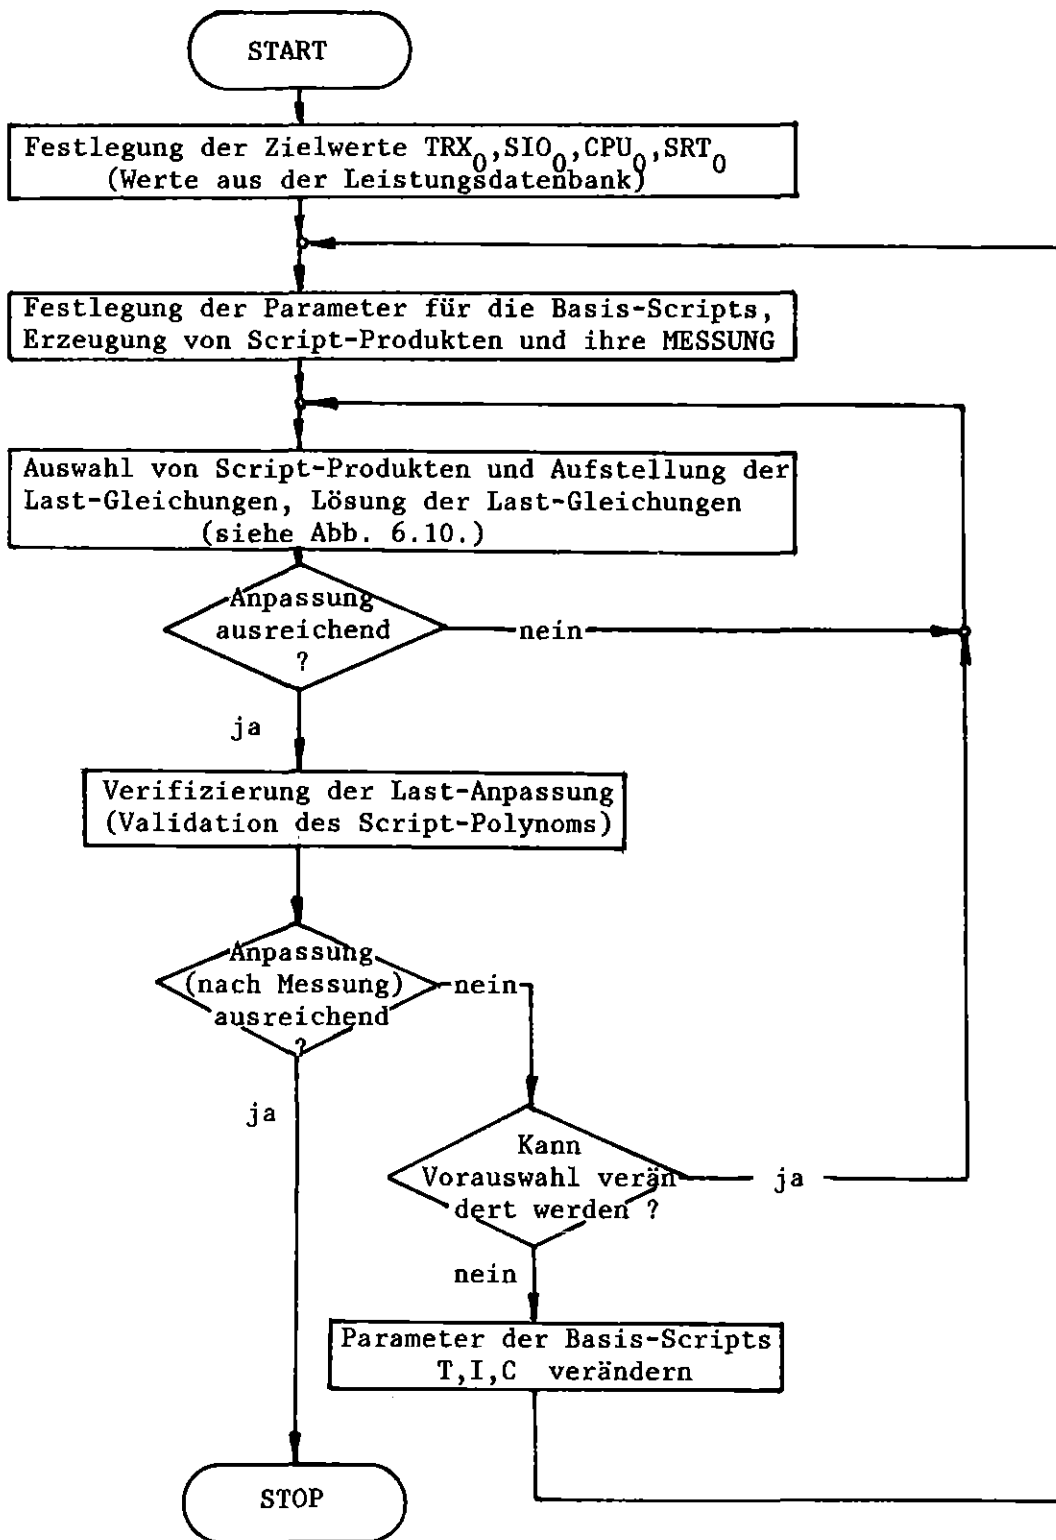 START
Festlegung der Zielwerte TRX0,SIO0,CPU0,SRT0
(Werte aus der Leistungsdatenbank)
Festlegung der Parameter für die Basis-Scripts,
Erzeugung von Script-Produkten und ihre MESSUNG
Auswahl von Script-Produkten und Aufstellung der
Last-Gleichungen, Lösung der Last-Gleichungen
(siehe Abb. 6.10.)
Anpassung
ausreichend
?
nein
ja
Verifizierung der Last-Anpassung
(Validation des Script-Polynoms)
Anpassung
(nach Messung)
ausreichend
?
nein
ja
Kann
Vorauswahl verän
dert werden ?
ja
nein
Parameter der Basis-Scripts
T,I,C verändern
STOP